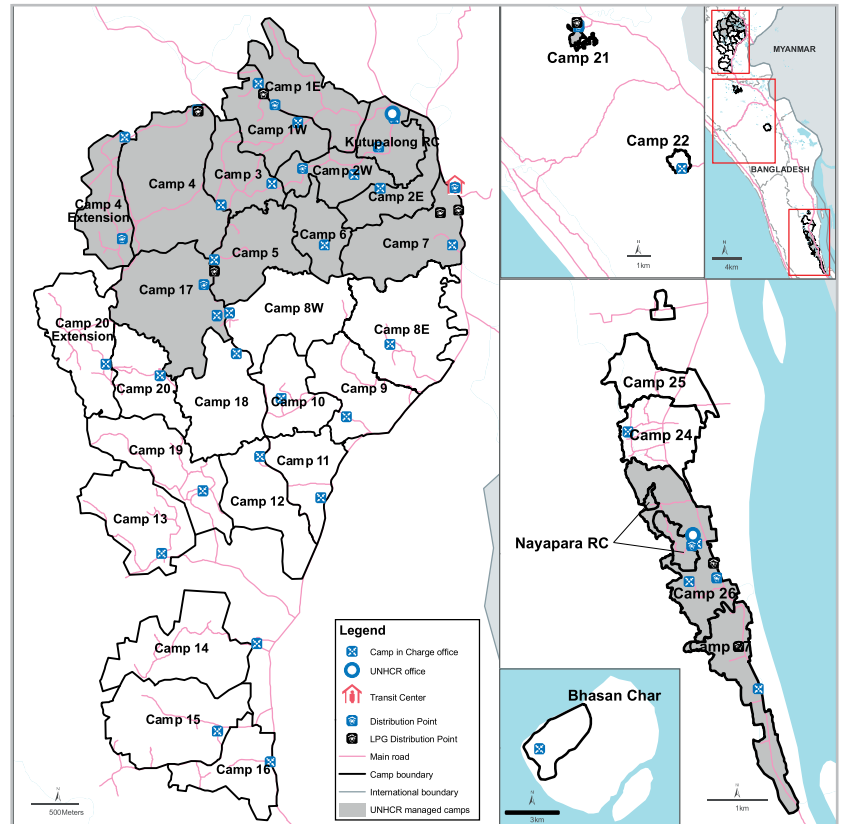 Camp 1E
Camp 1W
Kutupalong RC
Camp 4
Camp 3
Camp 2W
Camp 2E
Camp 4
Extension
Camp 6
Camp 7
Camp 5
Camp 17
Camp 8W
Camp 20
Extension
Camp 8E
Camp 20
Camp 18
Camp 10
Camp 9
Camp 19
Camp 11
Camp 12
Camp 13
Camp 14
Camp 15
Camp 16
N
500Meters
Legend
Camp in Charge office
UNHCR office
Transit Center
Distribution Point
LPG Distribution Point
Main road
Camp boundary
International boundary
UNHCR managed camps
Camp 21
Camp 22
N
1km
MYANMAR
BANGLADESH
N
4km
Camp 25
Camp 24
Nayapara RC
Camp 26
Camp 27
N
1km
Bhasan Char
N
3km